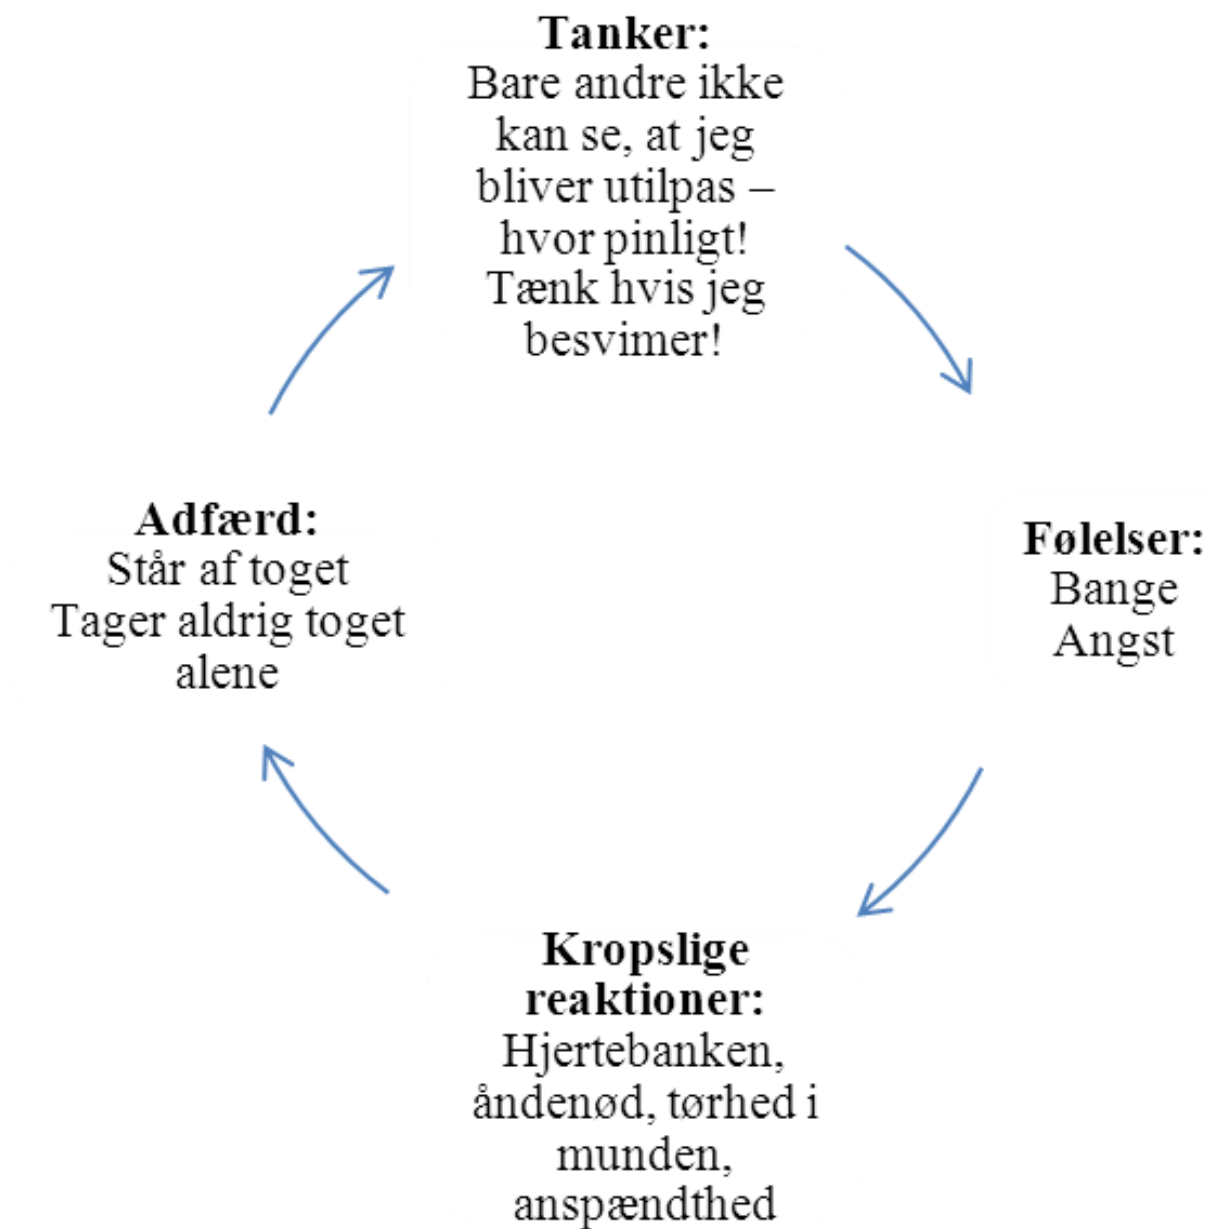 Tanker:
Bare andre ikke
kan se, at jeg
bliver utilpas –
hvor pinligt!
Tænk hvis jeg
besvimer!
Følelser:
Bange
Angst
Kropslige
reaktioner:
Hjertebanken,
åndenød, tørhed i
munden,
anspændthed
Adfærd:
Står af toget
Tager aldrig toget
alene